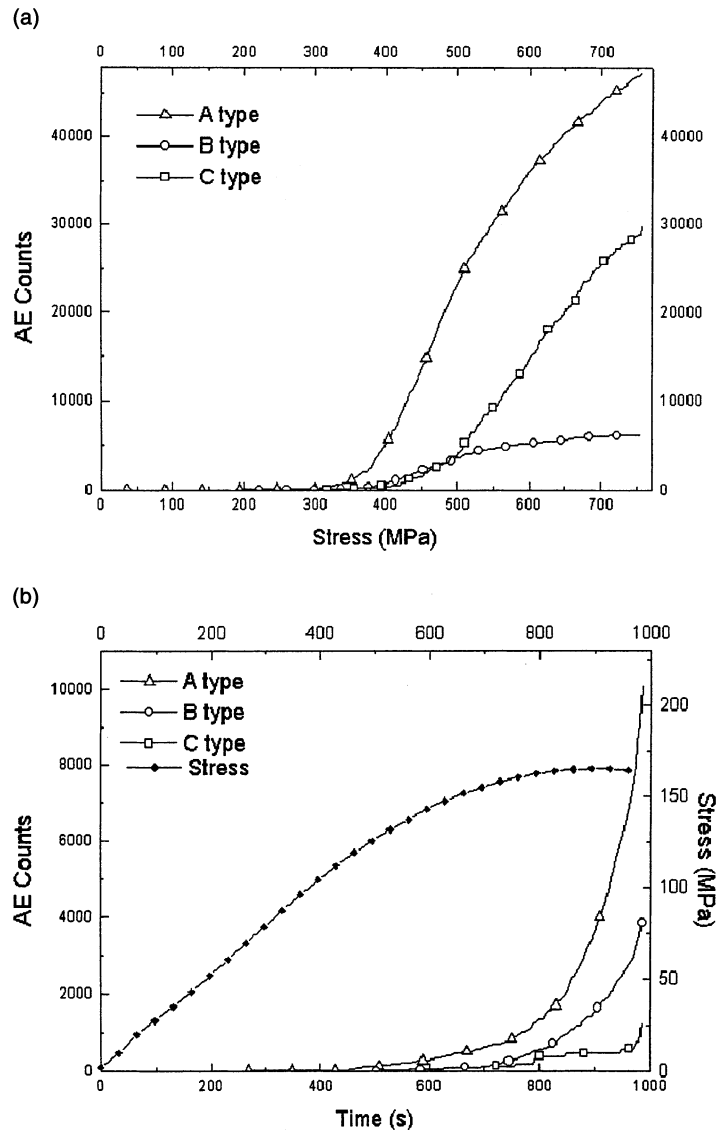 (a)
0 100 200 300 400 500 600 700
A type
B type
C type
40000 40000
30000 30000
20000 20000
10000 10000
0 0
AE Counts
0 100 200 300 400 500 600 700
Stress (MPa)
(b)
0 200 400 600 800 1000
A type
B type
C type
Stress
10000
8000
6000
4000
2000
0
AE Counts
200
150
100
50
0
Stress (MPa)
0 200 400 600 800 1000
Time (s)